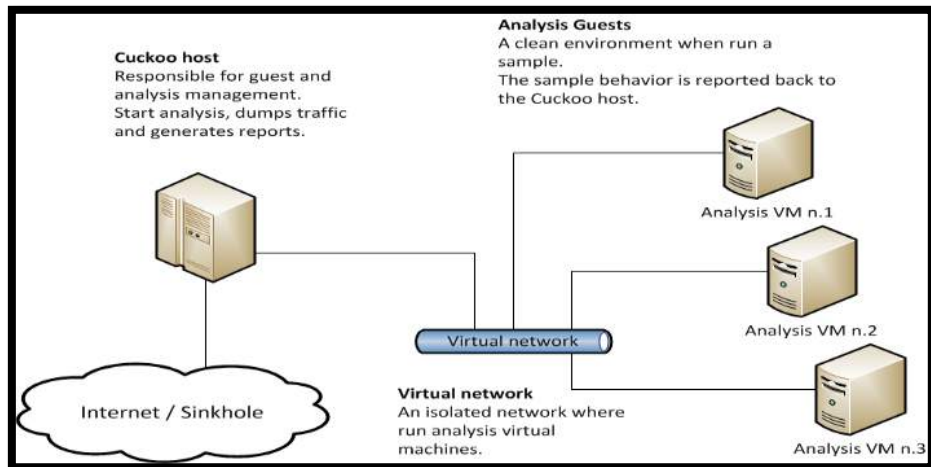 Cuckoo host
Responsible for guest and
analysis management.
Start analysis, dumps traffic
and generates reports.
Analysis Guests
A clean environment when run a
sample.
The sample behavior is reported back to
the Cuckoo host.
Analysis VM n.1
Analysis VM n.2
Virtual network
Analysis VM n.3
Internet / Sinkhole
Virtual network
An isolated network where
run analysis virtual
machines.